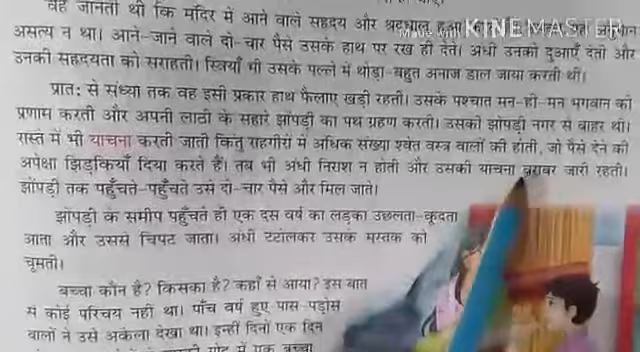 वह जानती थी कि मंदिर में आने वाले सहृदय और श्रद्धालु हुआ
Made With
KINEMASTER
असत्य न था। आने-जाने वाले दो-चार पैसे उसके हाथ पर रख ही देते। अंधी उनको दुआएँ देती और
उनकी सहृदयता को सराहती। स्त्रियाँ भी उसके पल्ले में थोड़ा-बहुत अनाज डाल जाया करती थीं।
प्रात: से संध्या तक वह इसी प्रकार हाथ फैलाए खड़ी रहती। उसके पश्चात मन-ही-मन भगवान को
प्रणाम करती और अपनी लाठी के सहारे झोंपड़ी का पथ ग्रहण करती। उसकी झोंपड़ी नगर से बाहर थी।
रास्ते में भी याचना करती जाती किंतु राहगीरों में अधिक संख्या श्वेत वस्त्र वालों की होती, जो पैसे देने की
अपेक्षा झिड़कियाँ दिया करते हैं। तब भी अंधी निराश न होती और उसकी याचना बराबर जारी रहती।
झोंपड़ी तक पहुँचते-पहुँचते उसे दो-चार पैसे और मिल जाते।
झोंपड़ी के समीप पहुँचते ही एक दस वर्ष का लड़का उछलता-कूदता
आता और उससे चिपट जाता। अंधी टटोलकर उसके मस्तक को
चूमती।
बच्चा कौन है? किसका है? कहाँ से आया? इस बात
से कोई परिचय नहीं था। पाँच वर्ष हुए पास-पड़ोस
वालों ने उसे अकेला देखा था। इन्हीं दिनों एक दिन
गोद में एक बच्चा